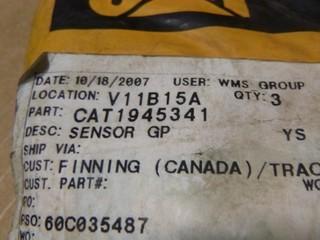 DATE: 10/18/2007 USER: WMS GROUP
LOCATION: V11B15A QTY: 3
PART: CAT1945341
DESC: SENSOR GP YS
SHIP VIA:
CUST: FINNING (CANADA)/TRAC
CUST. PART#: WO
PO:
PSO: 60C035487
WO: